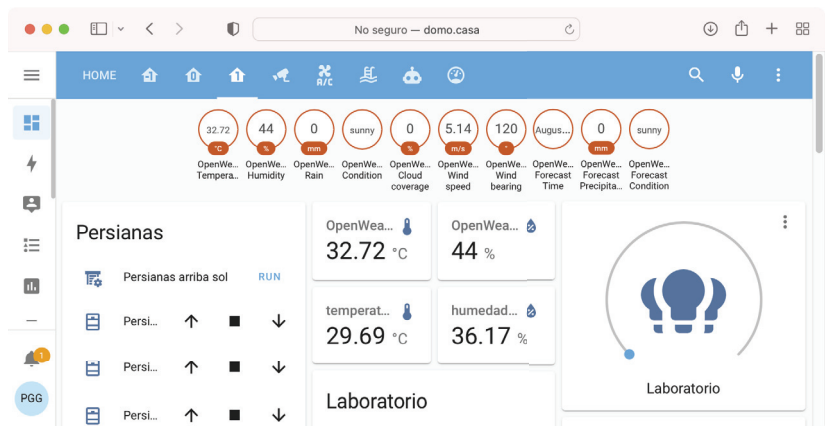 No seguro — domo.casa
HOME
A/C
32.72 44 0 sunny 0 5.14 120 Augus... 0 sunny
°C % mm % m/s ° mm
OpenWe... OpenWe... OpenWe... OpenWe... OpenWe... OpenWe... OpenWe... OpenWe... OpenWe... OpenWe...
Tempera... Humidity Rain Condition Cloud Wind Wind Forecast Forecast Forecast
coverage speed bearing Time Precipita... Condition
Persianas
Persianas arriba sol RUN
Persi...
Persi...
Persi...
OpenWea...
32.72 °C
OpenWea...
44 %
temperat...
29.69 °C
humedad...
36.17 %
Laboratorio
Laboratorio
1
PGG